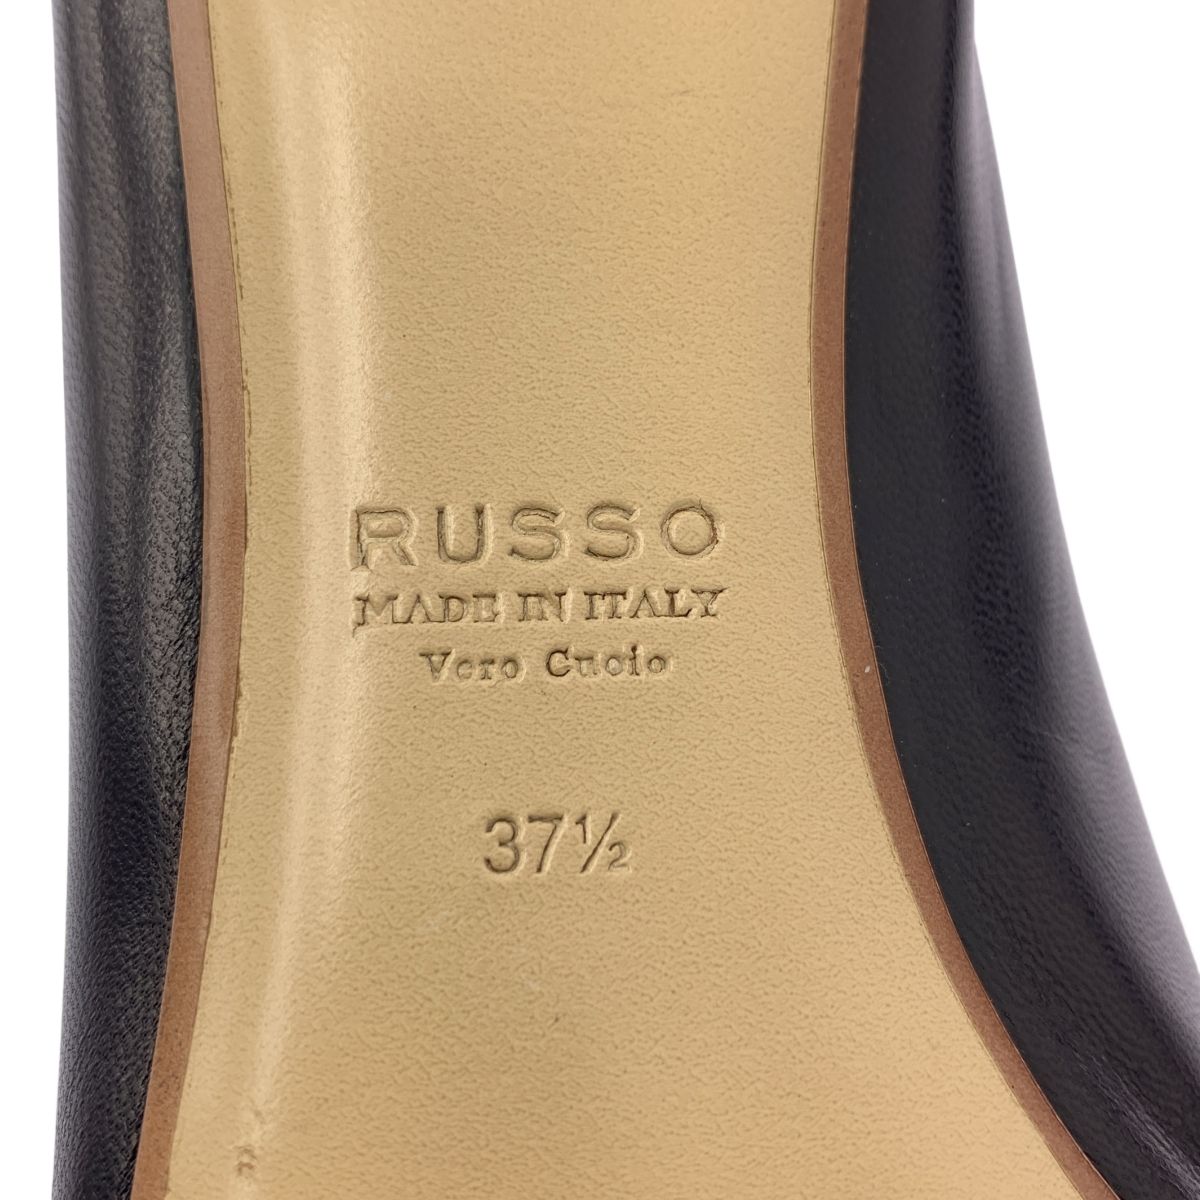 RUSSO
MADE IN ITALY
Vero Cuoio
37½